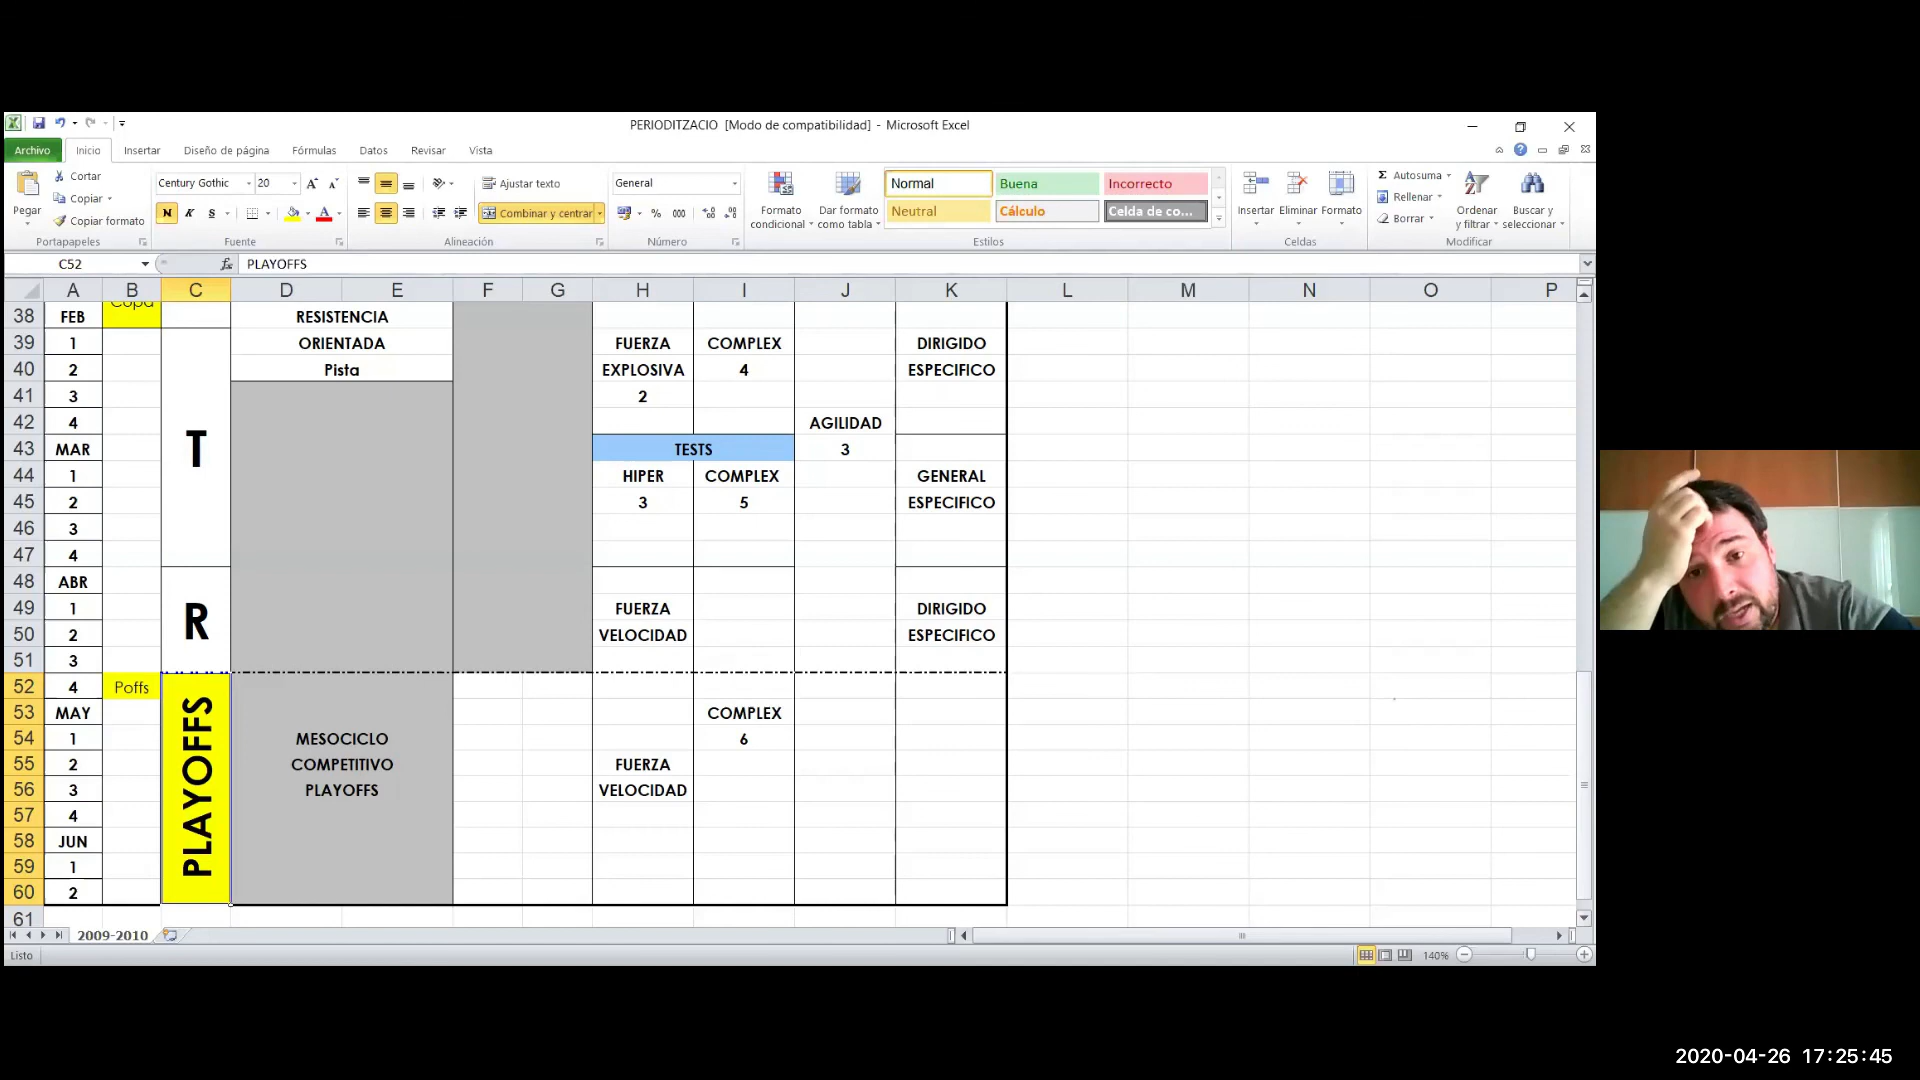 PERIODITZACIO [Modo de compatibilidad] - Microsoft Excel
Archivo Inicio Insertar Diseño de página Fórmulas Datos Revisar Vista
Pegar
Cortar
Copiar
Copiar formato
Portapapeles
Century Gothic 20
N K S
Fuente
Ajustar texto
Combinar y centrar
Alineación
General
% 000
Número
Formato condicional
Dar formato como tabla
Normal Buena Incorrecto
Neutral Cálculo Celda de co...
Estilos
Insertar Eliminar Formato
Celdas
Autosuma
Rellenar
Borrar
Ordenar y filtrar
Buscar y seleccionar
Modificar
C52 fx PLAYOFFS
A B C D E F G H I J K L M N O P
Copa
38 FEB RESISTENCIA
39 1 ORIENTADA FUERZA COMPLEX DIRIGIDO
40 2 Pista EXPLOSIVA 4 ESPECIFICO
41 3 2
42 4 AGILIDAD
T
43 MAR TESTS 3
44 1 HIPER COMPLEX GENERAL
45 2 3 5 ESPECIFICO
46 3
47 4
48 ABR
R
49 1 FUERZA DIRIGIDO
50 2 VELOCIDAD ESPECIFICO
51 3
52 4 Poffs
PLAYOFFS
53 MAY COMPLEX
54 1 MESOCICLO 6
55 2 COMPETITIVO FUERZA
56 3 PLAYOFFS VELOCIDAD
57 4
58 JUN
59 1
60 2
61
2009-2010
Listo 140%
2020-04-26 17:25:45